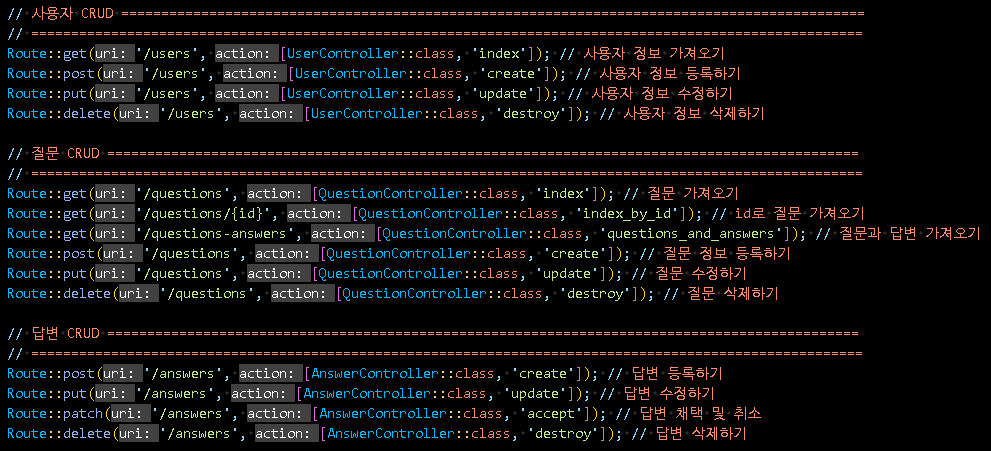 // 사용자 CRUD ==============================================================================================
// =========================================================================================================
Route::get(uri: '/users', action: [UserController::class, 'index']); // 사용자 정보 가져오기
Route::post(uri: '/users', action: [UserController::class, 'create']); // 사용자 정보 등록하기
Route::put(uri: '/users', action: [UserController::class, 'update']); // 사용자 정보 수정하기
Route::delete(uri: '/users', action: [UserController::class, 'destroy']); // 사용자 정보 삭제하기
// 질문 CRUD ===============================================================================================
// =========================================================================================================
Route::get(uri: '/questions', action: [QuestionController::class, 'index']); // 질문 가져오기
Route::get(uri: '/questions/{id}', action: [QuestionController::class, 'index_by_id']); // id로 질문 가져오기
Route::get(uri: '/questions-answers', action: [QuestionController::class, 'questions_and_answers']); // 질문과 답변 가져오기
Route::post(uri: '/questions', action: [QuestionController::class, 'create']); // 질문 정보 등록하기
Route::put(uri: '/questions', action: [QuestionController::class, 'update']); // 질문 수정하기
Route::delete(uri: '/questions', action: [QuestionController::class, 'destroy']); // 질문 삭제하기
// 답변 CRUD ===============================================================================================
// =========================================================================================================
Route::post(uri: '/answers', action: [AnswerController::class, 'create']); // 답변 등록하기
Route::put(uri: '/answers', action: [AnswerController::class, 'update']); // 답변 수정하기
Route::patch(uri: '/answers', action: [AnswerController::class, 'accept']); // 답변 채택 및 취소
Route::delete(uri: '/answers', action: [AnswerController::class, 'destroy']); // 답변 삭제하기